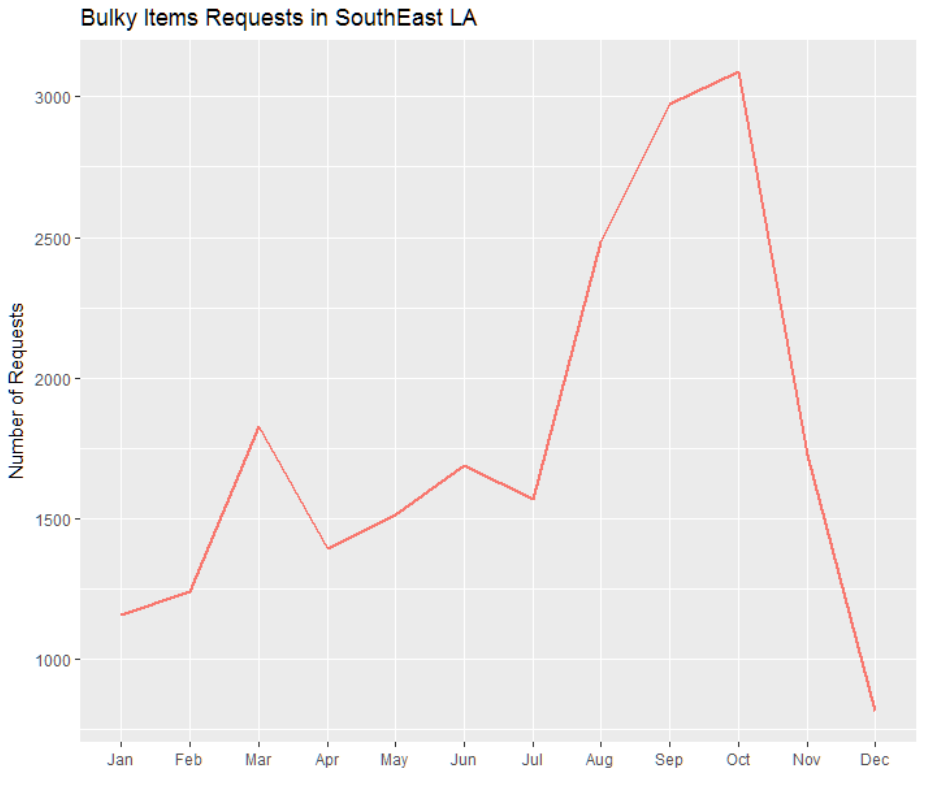 Bulky Items Requests in SouthEast LA
Number of Requests
3000
2500
2000
1500
1000
Jan Feb Mar Apr May Jun Jul Aug Sep Oct Nov Dec